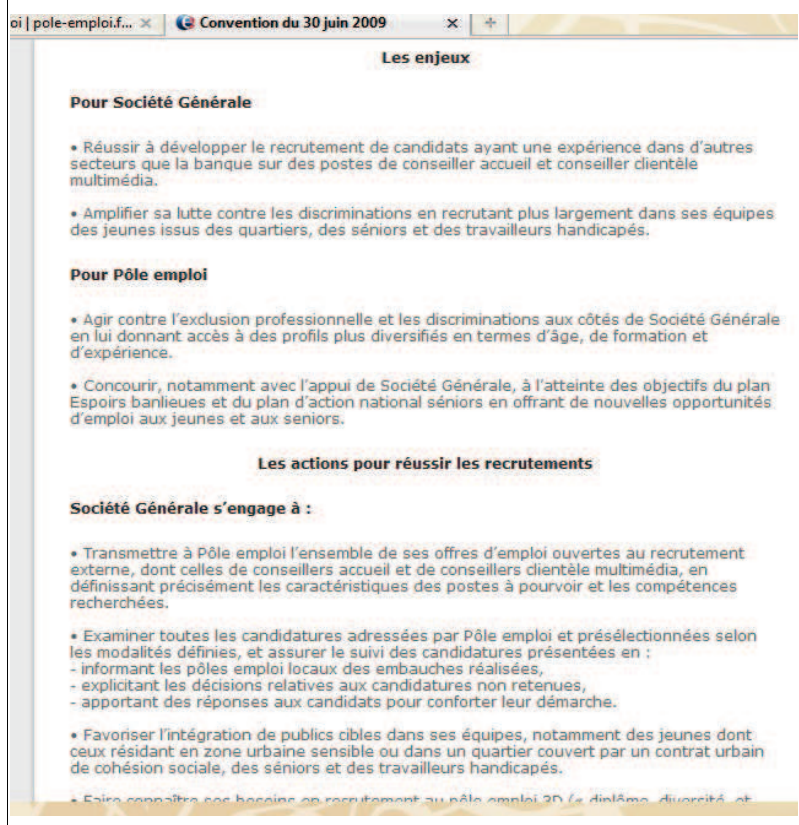 oi | pole-emploi.f... × Convention du 30 juin 2009 × +
Les enjeux
Pour Société Générale
• Réussir à développer le recrutement de candidats ayant une expérience dans d'autres
secteurs que la banque sur des postes de conseiller accueil et conseiller clientèle
multimédia.
• Amplifier sa lutte contre les discriminations en recrutant plus largement dans ses équipes
des jeunes issus des quartiers, des séniors et des travailleurs handicapés.
Pour Pôle emploi
• Agir contre l'exclusion professionnelle et les discriminations aux côtés de Société Générale
en lui donnant accès à des profils plus diversifiés en termes d'âge, de formation et
d'expérience.
• Concourir, notamment avec l'appui de Société Générale, à l'atteinte des objectifs du plan
Espoirs banlieues et du plan d'action national séniors en offrant de nouvelles opportunités
d'emploi aux jeunes et aux seniors.
Les actions pour réussir les recrutements
Société Générale s'engage à :
• Transmettre à Pôle emploi l'ensemble de ses offres d'emploi ouvertes au recrutement
externe, dont celles de conseillers accueil et de conseillers clientèle multimédia, en
définissant précisément les caractéristiques des postes à pourvoir et les compétences
recherchées.
• Examiner toutes les candidatures adressées par Pôle emploi et présélectionnées selon
les modalités définies, et assurer le suivi des candidatures présentées en :
- informant les pôles emploi locaux des embauches réalisées,
- explicitant les décisions relatives aux candidatures non retenues,
- apportant des réponses aux candidats pour conforter leur démarche.
• Favoriser l'intégration de publics cibles dans ses équipes, notamment des jeunes dont
ceux résidant en zone urbaine sensible ou dans un quartier couvert par un contrat urbain
de cohésion sociale, des séniors et des travailleurs handicapés.
• Faire connaître ses besoins en recrutement au pôle emploi 3D (« diplôme, diversité, et